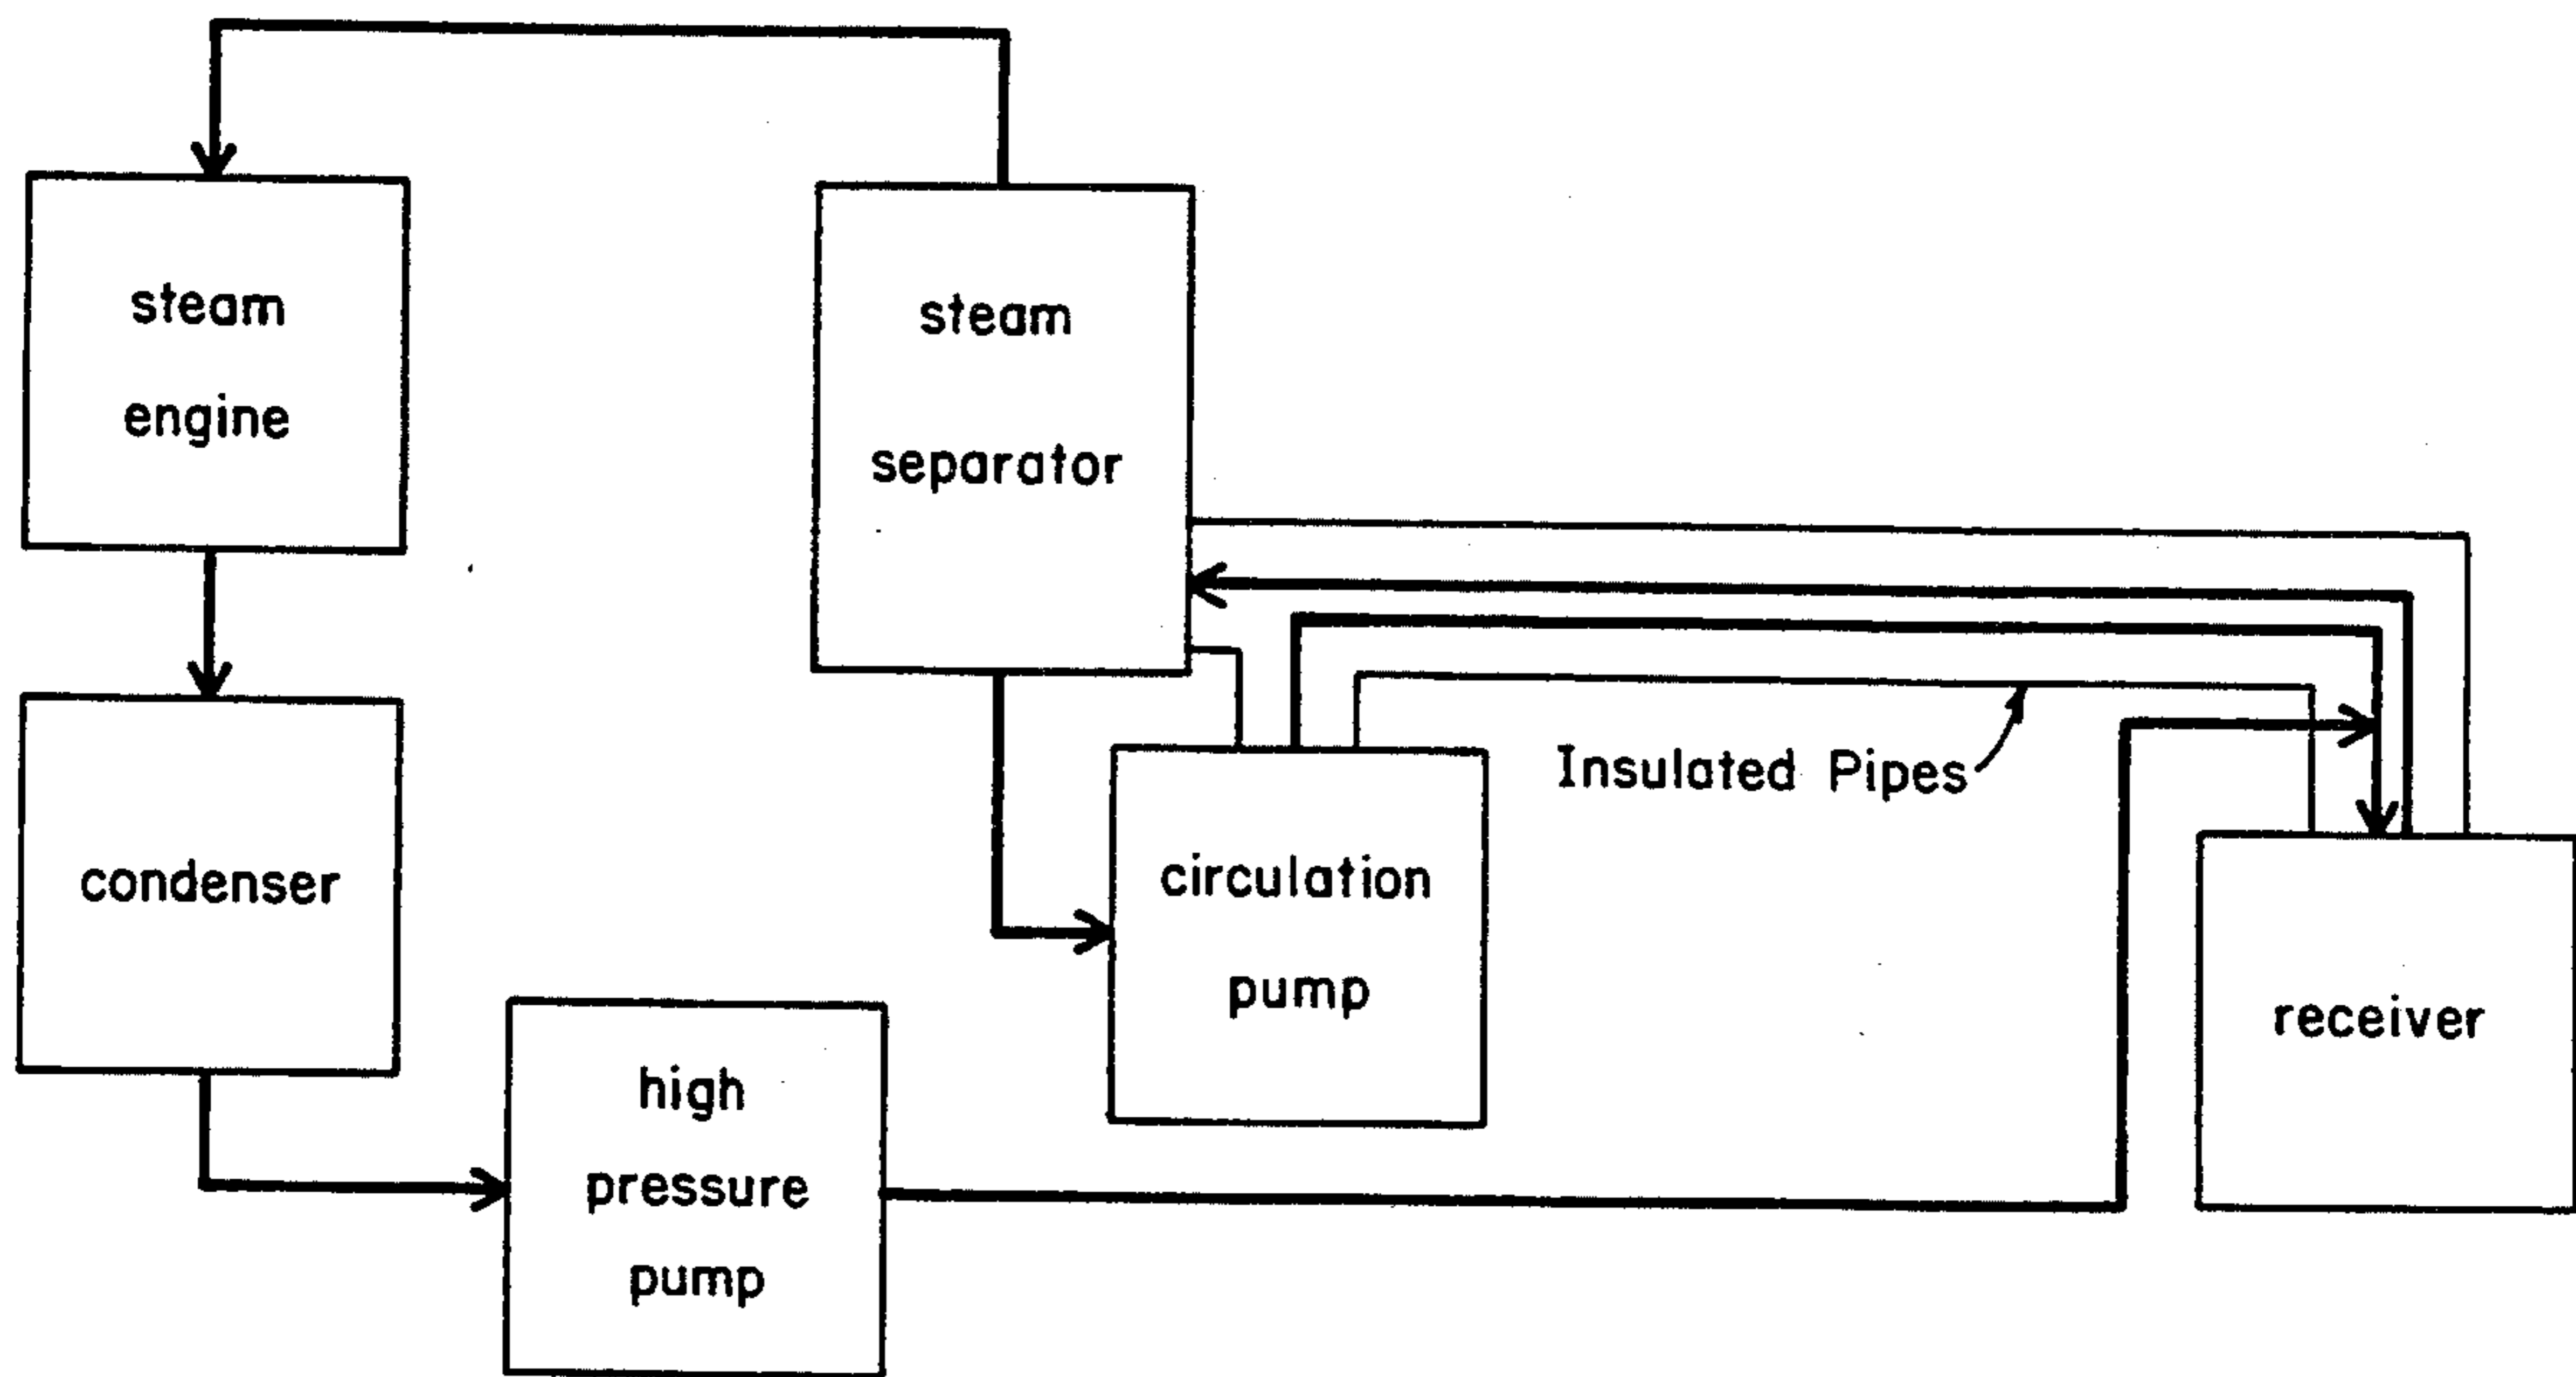 steam
engine
steam
separator
Insulated Pipes
condenser
circulation
pump
receiver
high
pressure
pump